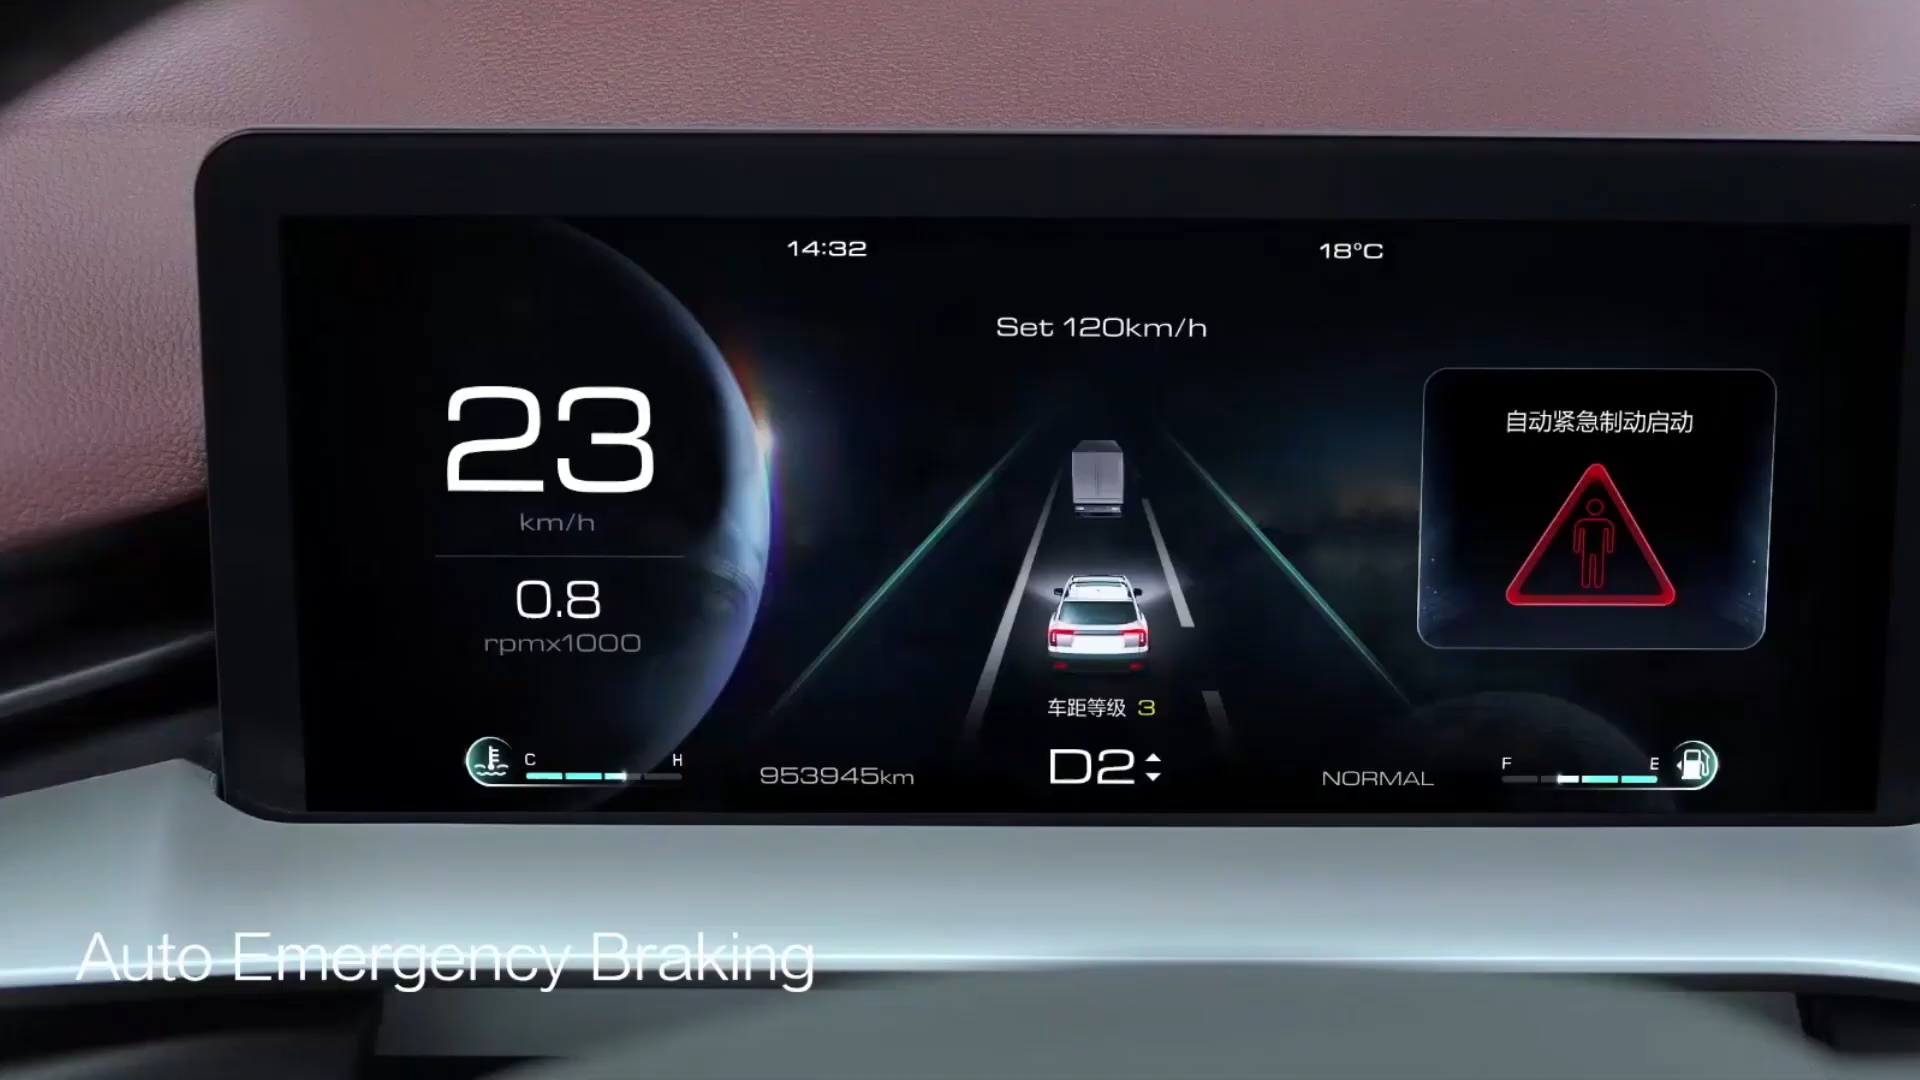 14:32
18°C
Set 120km/h
23
km/h
自动紧急制动启动
0.8
rpmx1000
车距等级 3
C H
953945km
D2
NORMAL
F E
Auto Emergency Braking